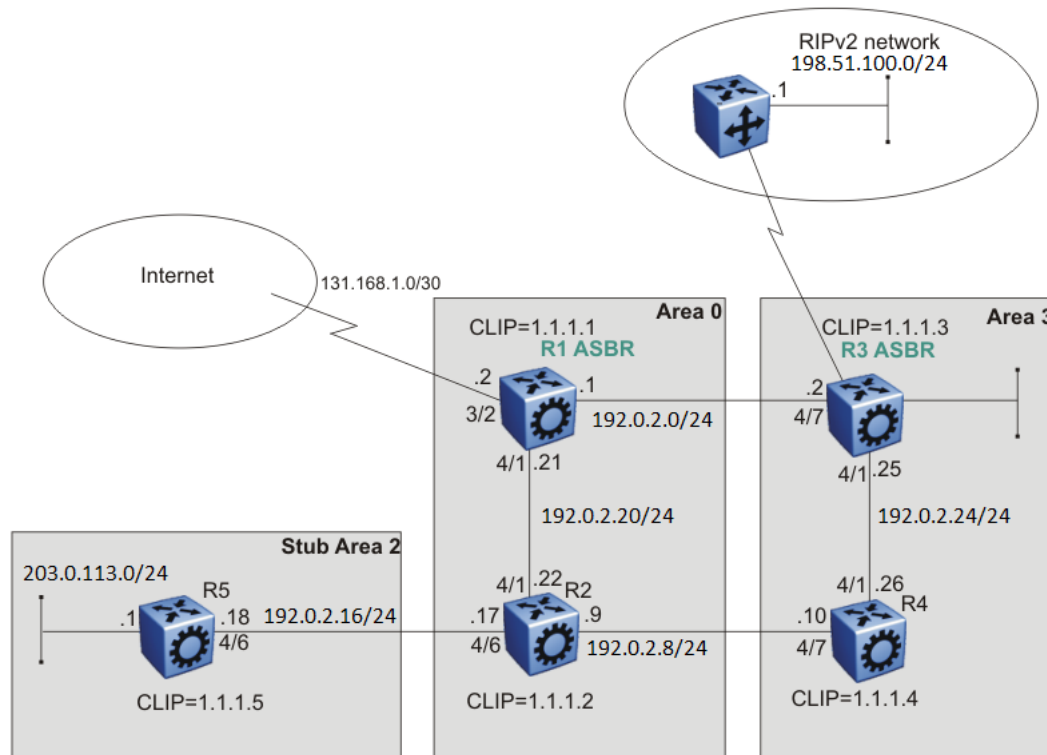 RIPv2 network
198.51.100.0/24
.1
Internet
131.168.1.0/30
Area 0
CLIP=1.1.1.1
R1 ASBR
.2
.1
3/2
192.0.2.0/24
4/1
.21
192.0.2.20/24
Area 3
CLIP=1.1.1.3
R3 ASBR
.2
4/7
4/1
.25
192.0.2.24/24
Stub Area 2
203.0.113.0/24
R5
.1
.18
4/6
192.0.2.16/24
CLIP=1.1.1.5
4/1
.22
R2
.17
.9
4/6
192.0.2.8/24
CLIP=1.1.1.2
4/1
.26
R4
.10
4/7
CLIP=1.1.1.4